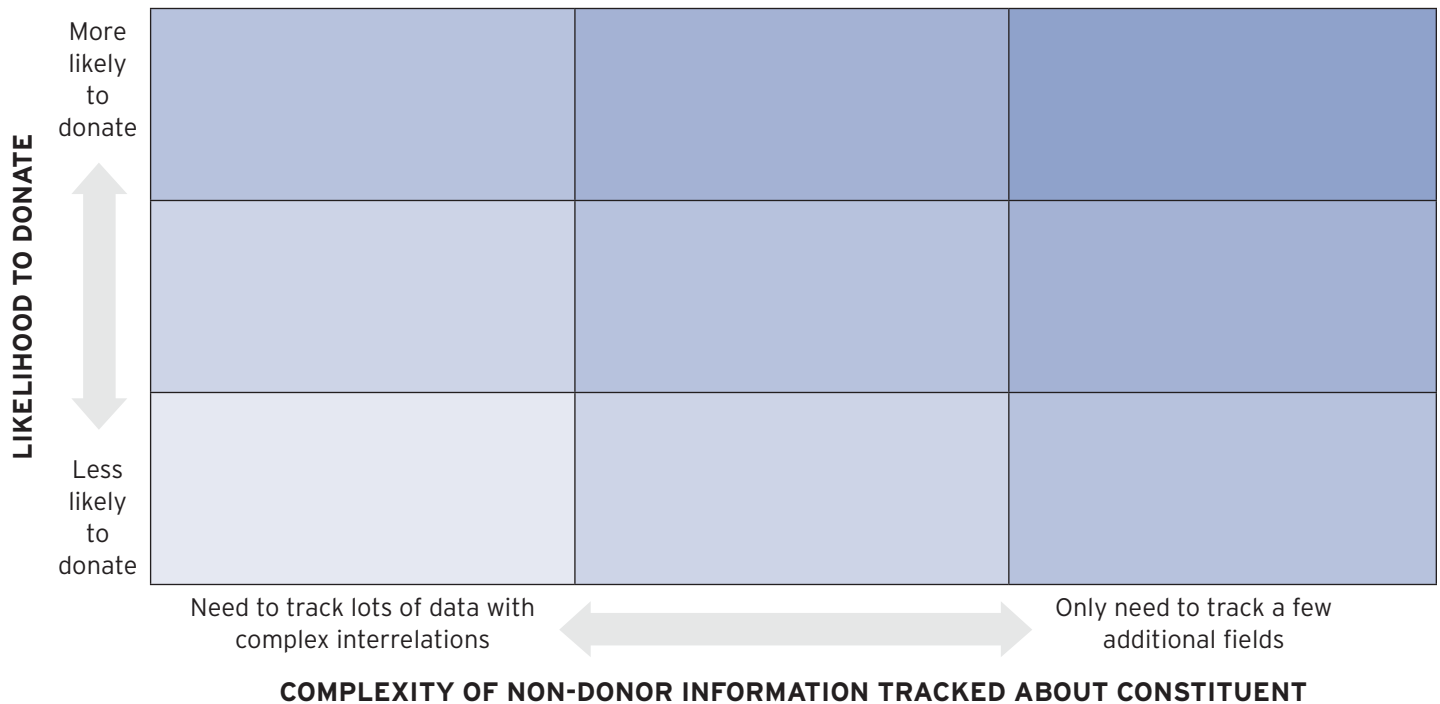 LIKELIHOOD TO DONATE
More
likely
to
donate
Less
likely
to
donate
Need to track lots of data with
complex interrelations
Only need to track a few
additional fields
COMPLEXITY OF NON-DONOR INFORMATION TRACKED ABOUT CONSTITUENT